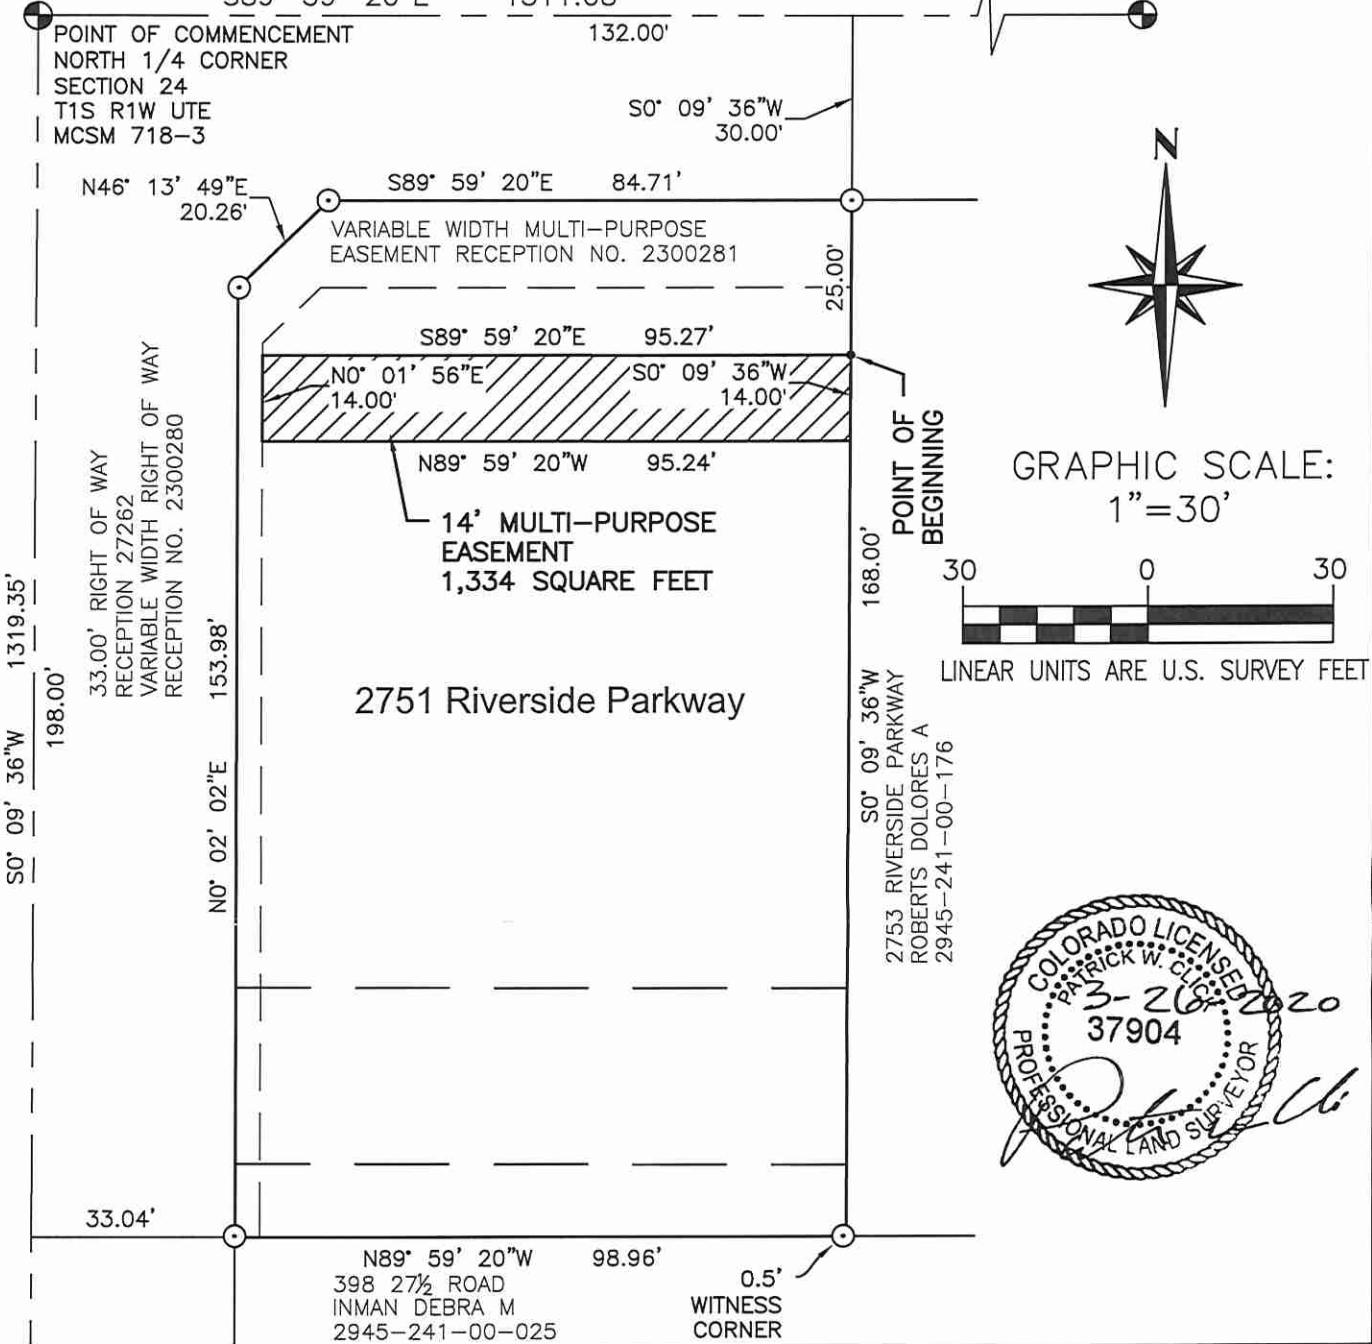 132.00'
POINT OF COMMENCEMENT
NORTH 1/4 CORNER
SECTION 24
T1S R1W UTE
MCSM 718-3
S0° 09' 36"W
30.00'
N
N46° 13' 49"E
20.26'
S89° 59' 20"E 84.71'
VARIABLE WIDTH MULTI-PURPOSE
EASEMENT RECEPTION NO. 2300281
25.00'
S89° 59' 20"E 95.27'
N0° 01' 56"E
14.00'
S0° 09' 36"W
14.00'
N89° 59' 20"W 95.24'
POINT OF
BEGINNING
14' MULTI-PURPOSE
EASEMENT
1,334 SQUARE FEET
GRAPHIC SCALE:
1"=30'
30 0 30
LINEAR UNITS ARE U.S. SURVEY FEET
33.00' RIGHT OF WAY
RECEPTION 27262
VARIABLE WIDTH RIGHT OF WAY
RECEPTION NO. 2300280
S0° 09' 36"W 1319.35'
198.00'
N0° 02' 02"E 153.98'
2751 Riverside Parkway
S0° 09' 36"W 168.00'
2753 RIVERSIDE PARKWAY
ROBERTS DOLORES A
2945-241-00-176
COLORADO LICENSED
PATRICK W. CLICK
3-26-2020
37904
PROFESSIONAL LAND SURVEYOR
33.04'
N89° 59' 20"W 98.96'
398 27½ ROAD
INMAN DEBRA M
2945-241-00-025
0.5'
WITNESS
CORNER